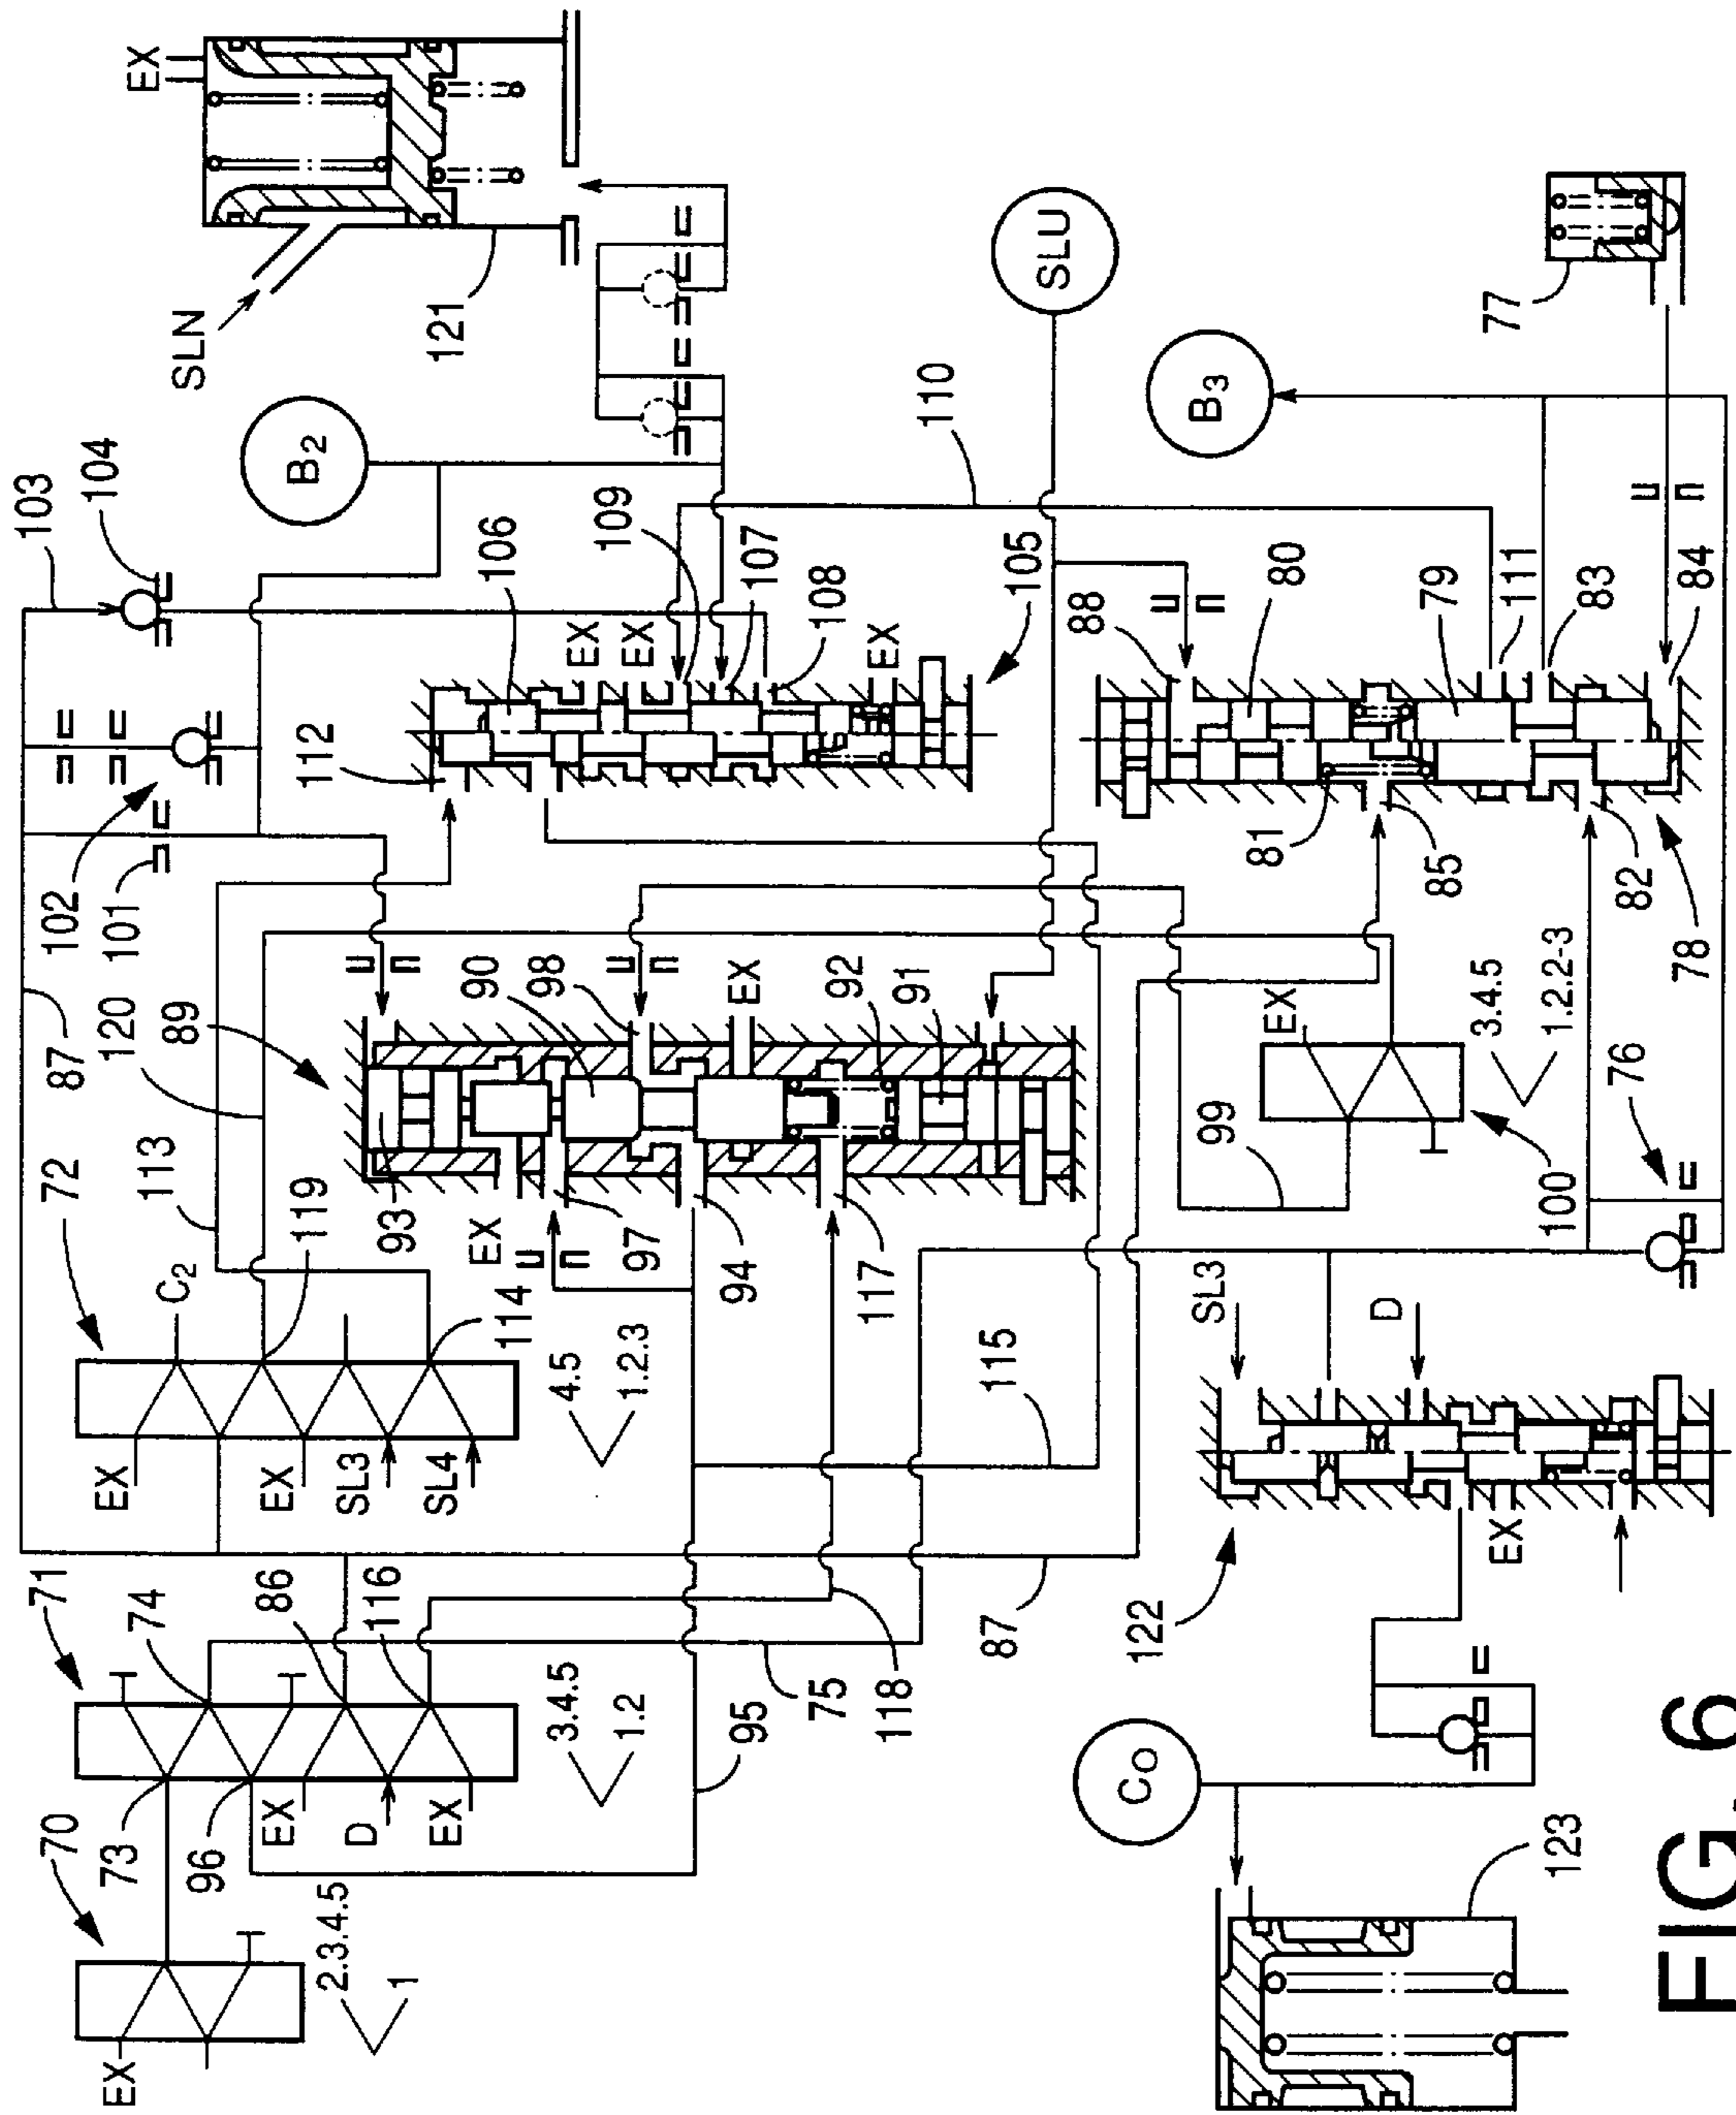 FIG. 6
70
71
72
73
74
96
86
116
EX
D
EX
EX
2.3.4.5
1
3.4.5
1.2
95
75
118
87
EX
EX
SL3
SL4
C2
119
114
4.5
1.2.3
115
113
120
87
89
93
EX
97
94
117
90
98
EX
92
91
99
100
EX
3.4.5
1.2.2-3
76
102
101
103
104
112
106
EX
EX
109
107
108
EX
105
110
B2
SLN
EX
121
SLU
B3
77
88
80
81
85
79
111
83
84
82
78
122
SL3
D
EX
Co
123